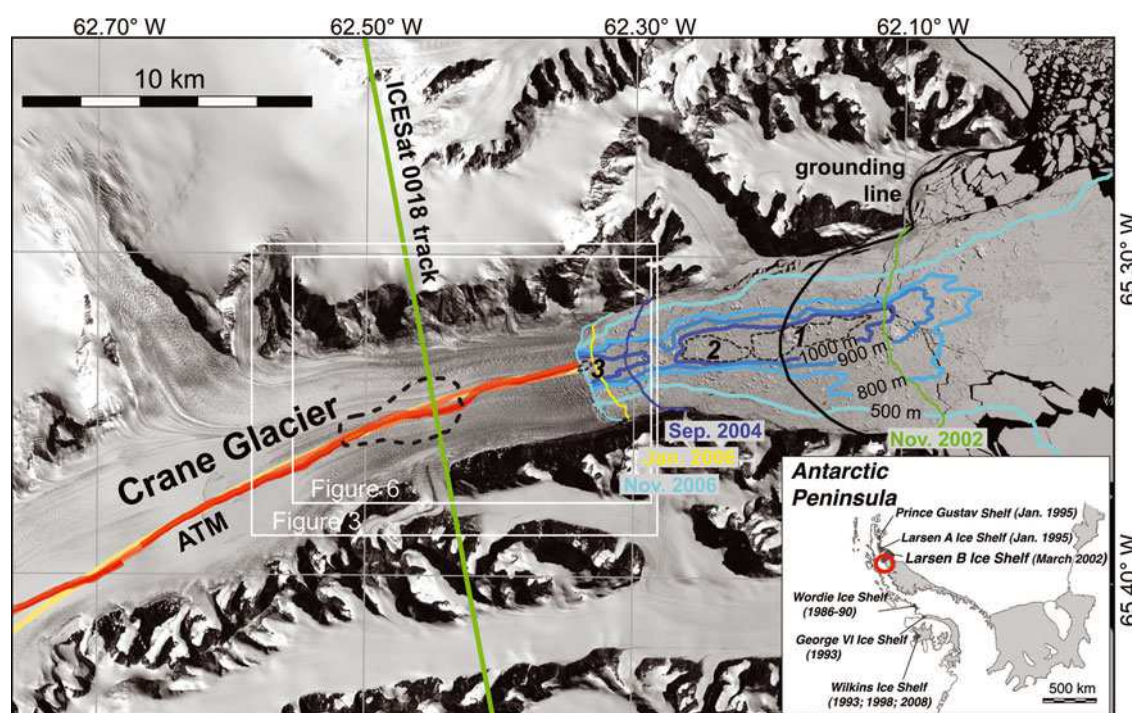 62.70° W
62.50° W
62.30° W
62.10° W
10 km
ICESat 0018 track
grounding
line
65.30° W
1
2
3
1000 m
900 m
800 m
500 m
Sep. 2004
Jan. 2006
Nov. 2006
Nov. 2002
Crane Glacier
ATM
Figure 6
Figure 3
65.40° W
Antarctic
Peninsula
Prince Gustav Shelf (Jan. 1995)
Larsen A Ice Shelf (Jan. 1995)
Larsen B Ice Shelf (March 2002)
Wordie Ice Shelf
(1986-90)
George VI Ice Shelf
(1993)
Wilkins Ice Shelf
(1993; 1998; 2008)
500 km